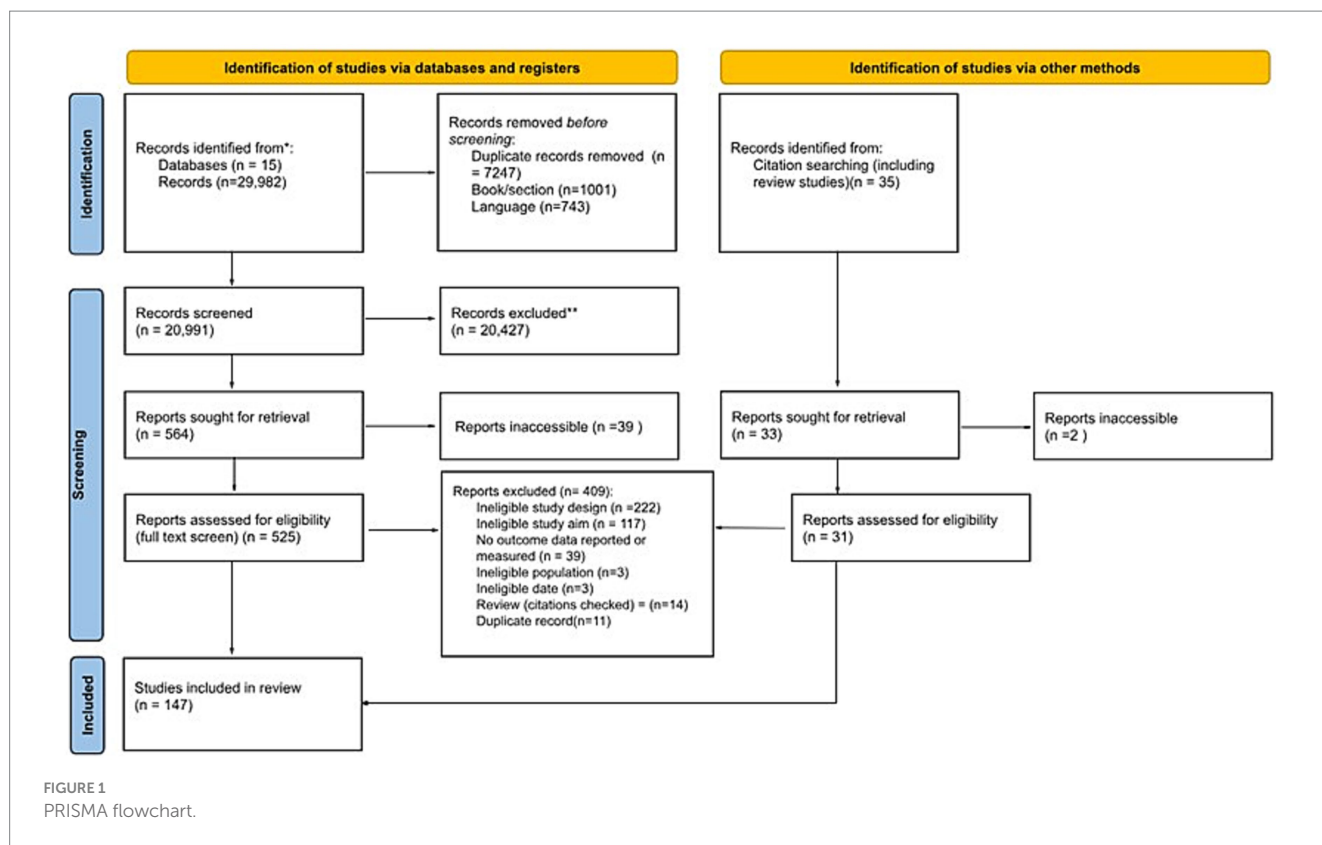 Identification of studies via databases and registers
Identification of studies via other methods
Identification
Records identified from*:
Databases (n = 15)
Records (n=29,982)
Records removed before
screening:
Duplicate records removed (n
= 7247)
Book/section (n=1001)
Language (n=743)
Records identified from:
Citation searching (including
review studies)(n = 35)
Screening
Records screened
(n = 20,991)
Records excluded**
(n = 20,427)
Reports sought for retrieval
(n = 564)
Reports inaccessible (n =39 )
Reports sought for retrieval
(n = 33)
Reports inaccessible
(n =2 )
Reports assessed for eligibility
(full text screen) (n = 525)
Reports excluded (n= 409):
Ineligible study design (n =222)
Ineligible study aim (n = 117)
No outcome data reported or
measured (n = 39)
Ineligible population (n=3)
Ineligible date (n=3)
Review (citations checked) = (n=14)
Duplicate record(n=11)
Reports assessed for eligibility
(n = 31)
Included
Studies included in review
(n = 147)
FIGURE 1
PRISMA flowchart.